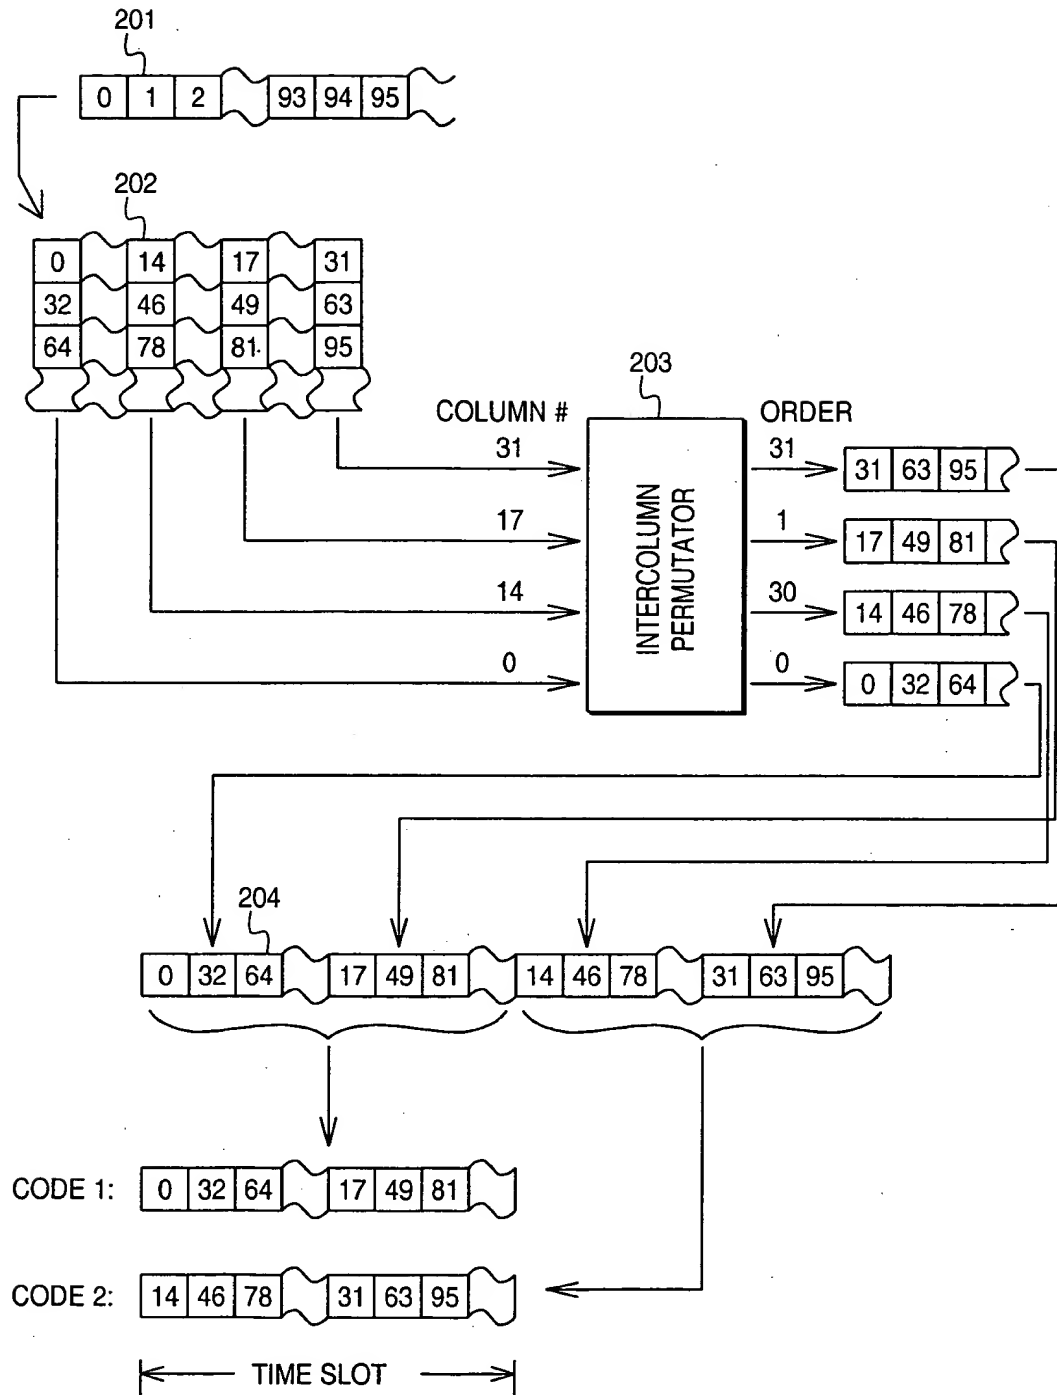 201
0 1 2 93 94 95
202
0 14 17 31
32 46 49 63
64 78 81 95
203
COLUMN # ORDER
31 31 31 63 95
17 1 17 49 81
14 30 14 46 78
0 0 0 32 64
INTERCOLUMN
PERMUTATOR
204
0 32 64 17 49 81 14 46 78 31 63 95
CODE 1: 0 32 64 17 49 81
CODE 2: 14 46 78 31 63 95
TIME SLOT